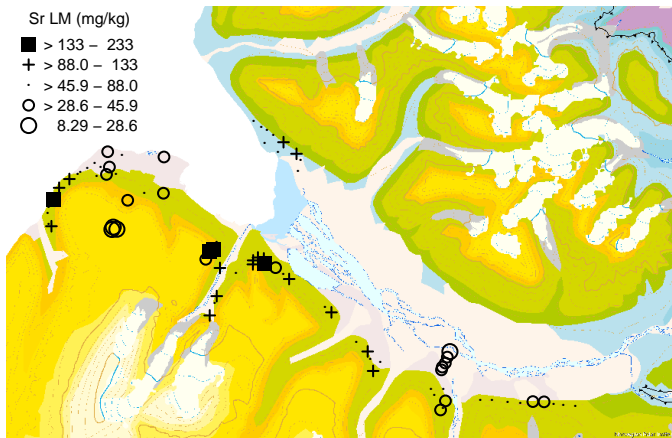 Sr LM (mg/kg)
> 133 – 233
> 88.0 – 133
> 45.9 – 88.0
> 28.6 – 45.9
8.29 – 28.6